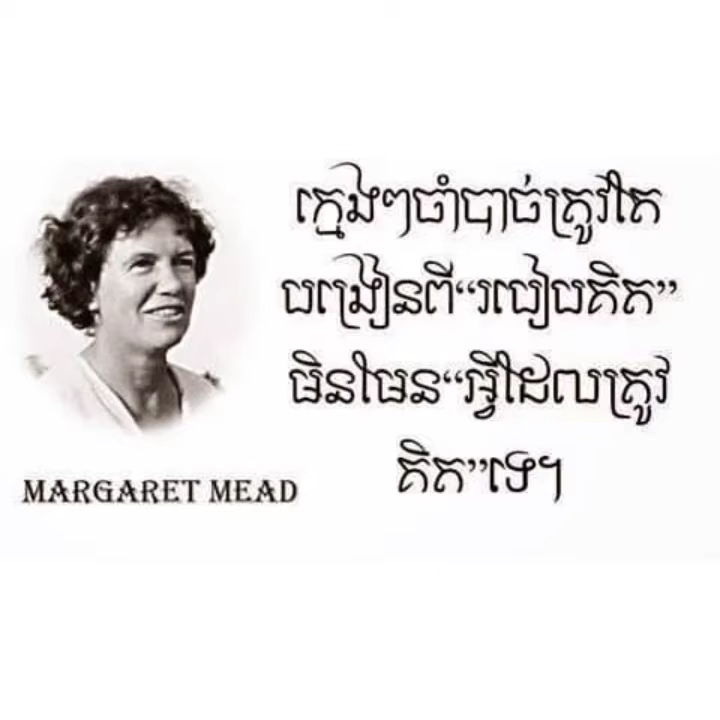 ក្មេងៗចាំបាច់ត្រូវតែ
បង្រៀនពី“របៀបគិត”
មិនមែន“អ្វីដែលត្រូវ
គិត”ទេ។
MARGARET MEAD